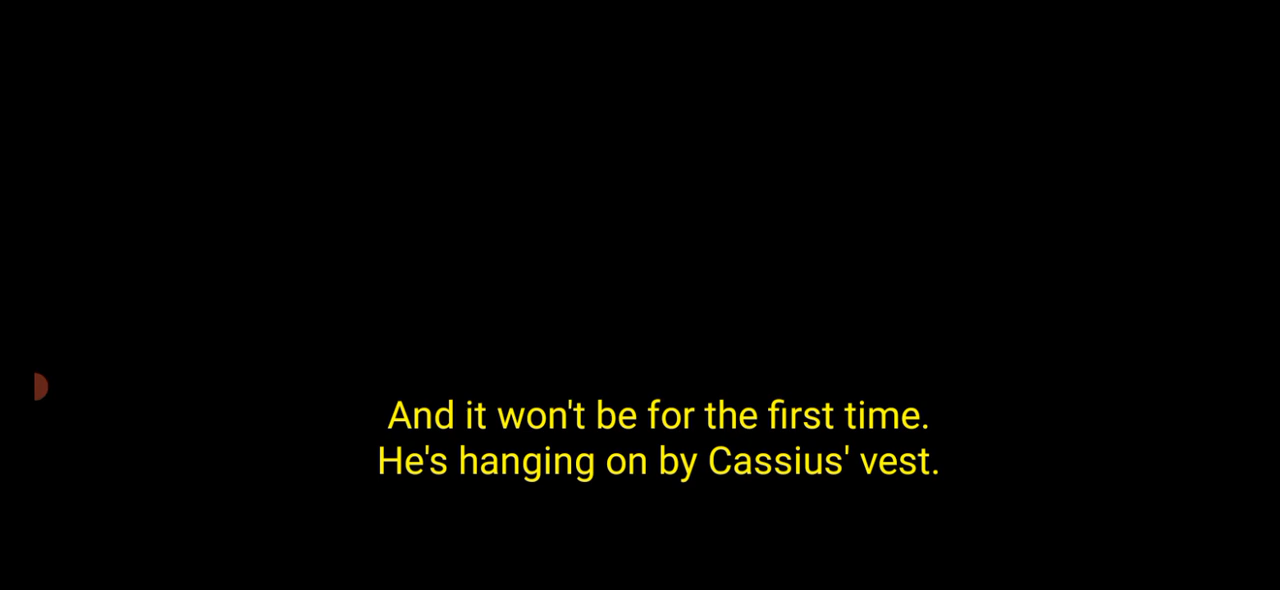 And it won't be for the first time.
He's hanging on by Cassius' vest.